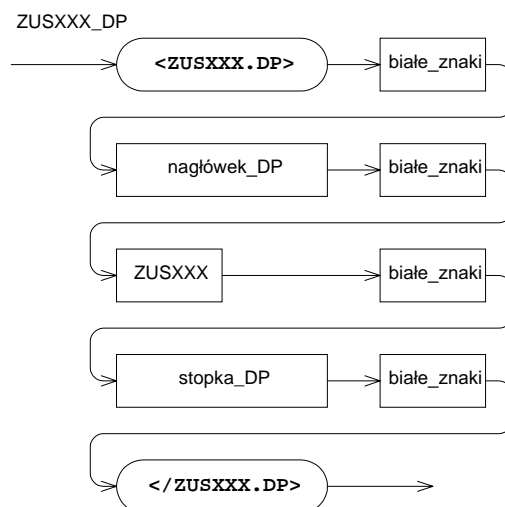 ZUSXXX_DP
<ZUSXXX.DP> białe_znaki
nagłówek_DP białe_znaki
ZUSXXX białe_znaki
stopka_DP białe_znaki
</ZUSXXX.DP>